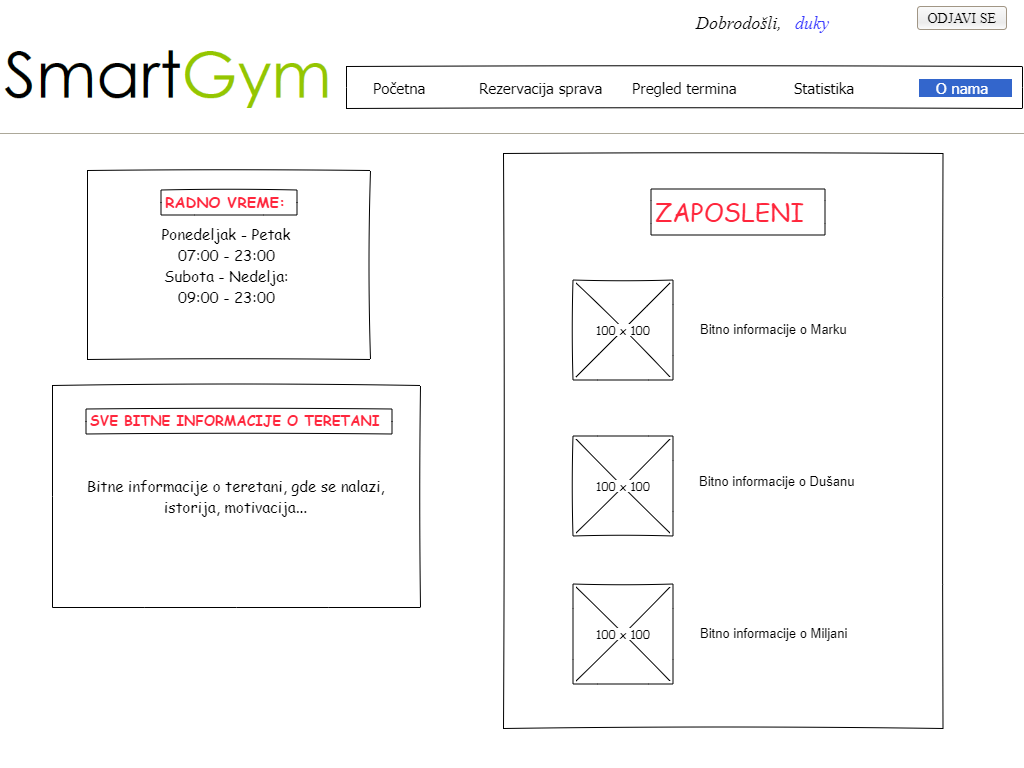 Dobrodošli, duky
ODJAVI SE
SmartGym
Početna Rezervacija sprava Pregled termina Statistika O nama
RADNO VREME:
Ponedeljak - Petak
07:00 - 23:00
Subota - Nedelja:
09:00 - 23:00
SVE BITNE INFORMACIJE O TERETANI
Bitne informacije o teretani, gde se nalazi,
istorija, motivacija...
ZAPOSLENI
100 × 100
Bitno informacije o Marku
100 × 100
Bitno informacije o Dušanu
100 × 100
Bitno informacije o Miljani